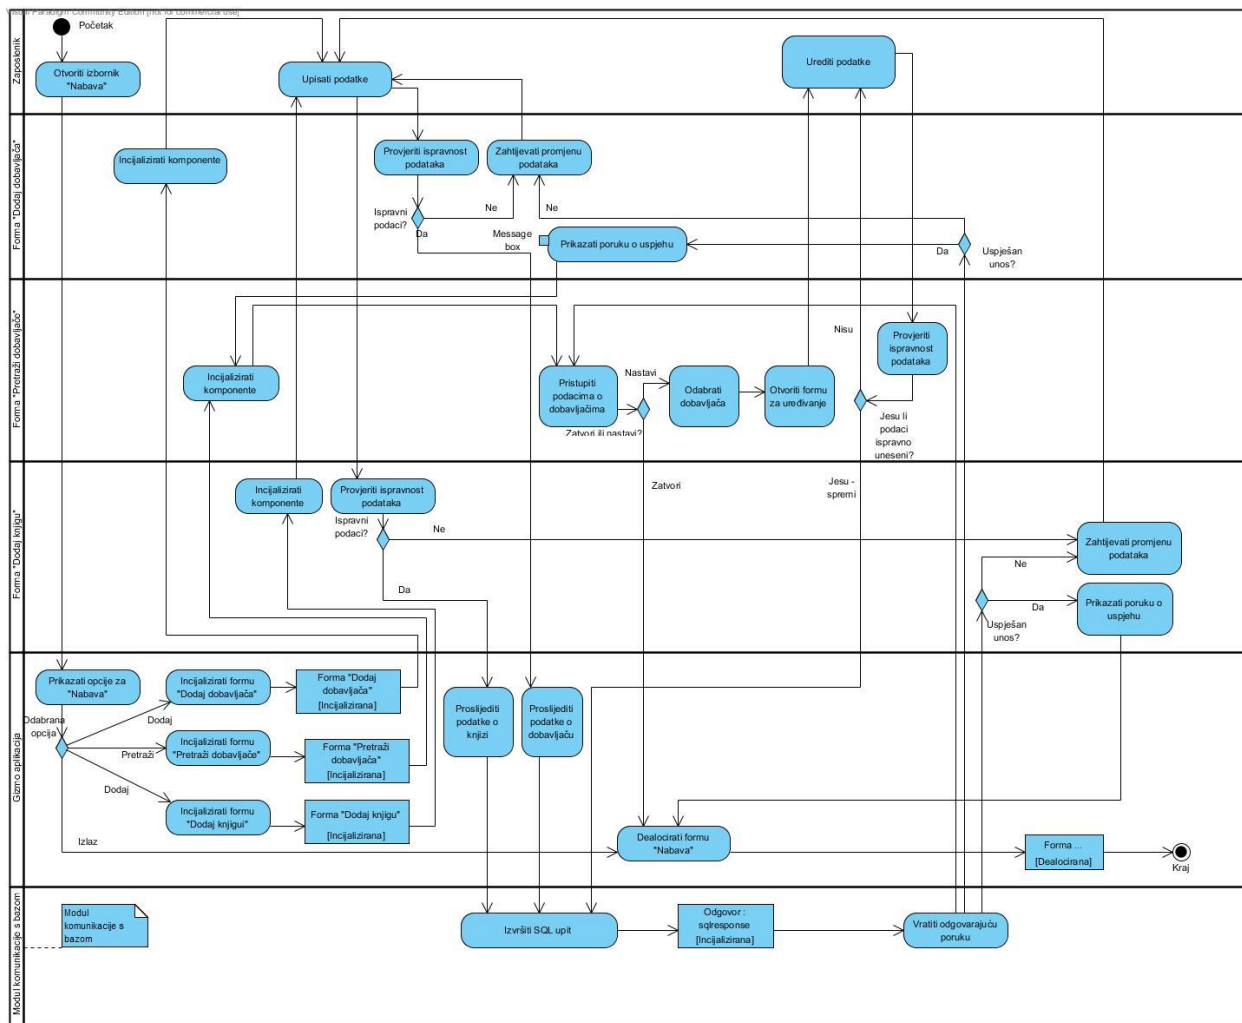 Visual Paradigm Community Edition [not for commercial use]
Početak
Zaposlenik
Otvoriti izbornik
"Nabava"
Upisati podatke
Urediti podatke
Forma "Dodaj dobavljača"
Incijalizirati komponente
Provjeriti ispravnost
podataka
Zahtijevati promjenu
podataka
Ispravni
podaci?
Ne
Ne
Da
Message
box
Prikazati poruku o uspjehu
Da
Uspješan
unos?
Forma "Pretraži dobavljače"
Incijalizirati
komponente
Pristupiti
podacima o
dobavljačima
Zatvori ili nastavi?
Nastavi
Odabrati
dobavljača
Otvoriti formu
za uređivanje
Nisu
Provjeriti
ispravnost
podataka
Jesu li
podaci
ispravno
uneseni?
Forma "Dodaj knjigu"
Incijalizirati
komponente
Provjeriti ispravnost
podataka
Ispravni
podaci?
Ne
Da
Zatvori
Jesu -
spremi
Zahtijevati promjenu
podataka
Ne
Da
Uspješan
unos?
Prikazati poruku o
uspjehu
Gizmo aplikacija
Prikazati opcije za
"Nabava"
Odabrana
opcija
Dodaj
Pretraži
Dodaj
Izlaz
Incijalizirati formu
"Dodaj dobavljača"
Forma "Dodaj
dobavljača"
[Incijalizirana]
Incijalizirati formu
"Pretraži dobavljače"
Forma "Pretraži
dobavljača"
[Incijalizirana]
Incijalizirati formu
"Dodaj knjigui"
Forma "Dodaj knjigu"
[Incijalizirana]
Proslijediti
podatke o
knjizi
Proslijediti
podatke o
dobavljaču
Dealocirati formu
"Nabava"
Forma ...
[Dealocirana]
Kraj
Modul komunikacije s bazom
Modul
komunikacije s
bazom
Izvršiti SQL upit
Odgovor :
sqlresponse
[Incijalizirana]
Vratiti odgovarajuću
poruku